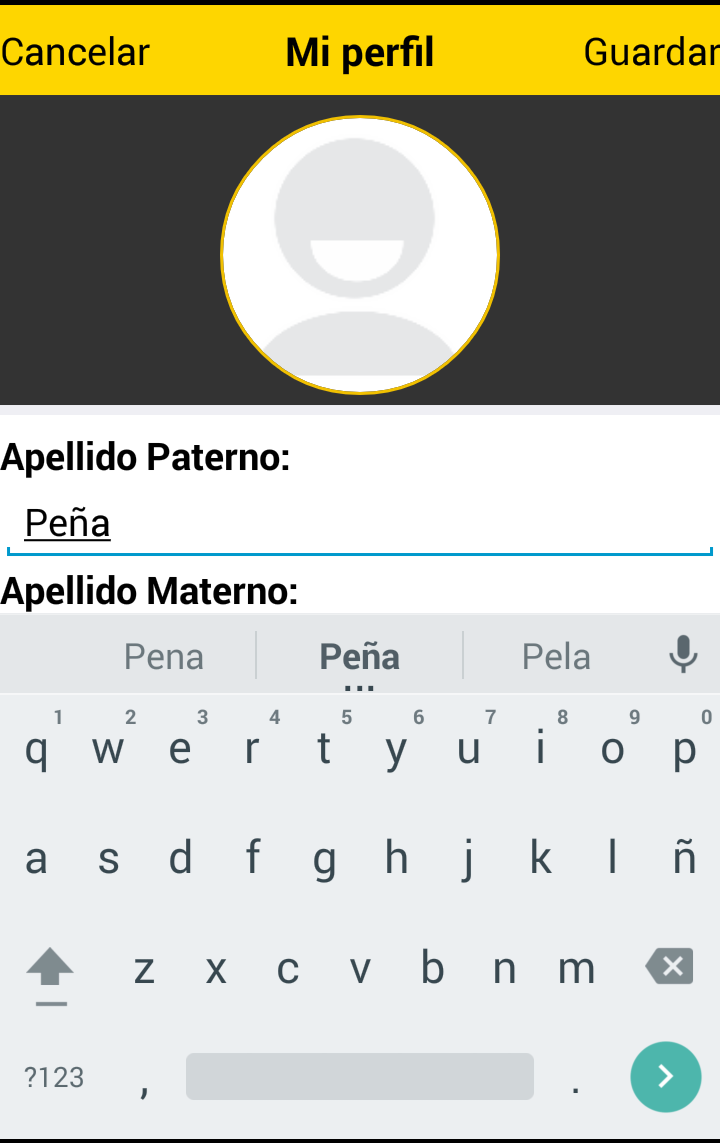 Cancelar Mi perfil Guardar
Apellido Paterno:
Peña
Apellido Materno:
Pena Peña Pela
1 2 3 4 5 6 7 8 9 0
q w e r t y u i o p
a s d f g h j k l ñ
z x c v b n m
?123 , .